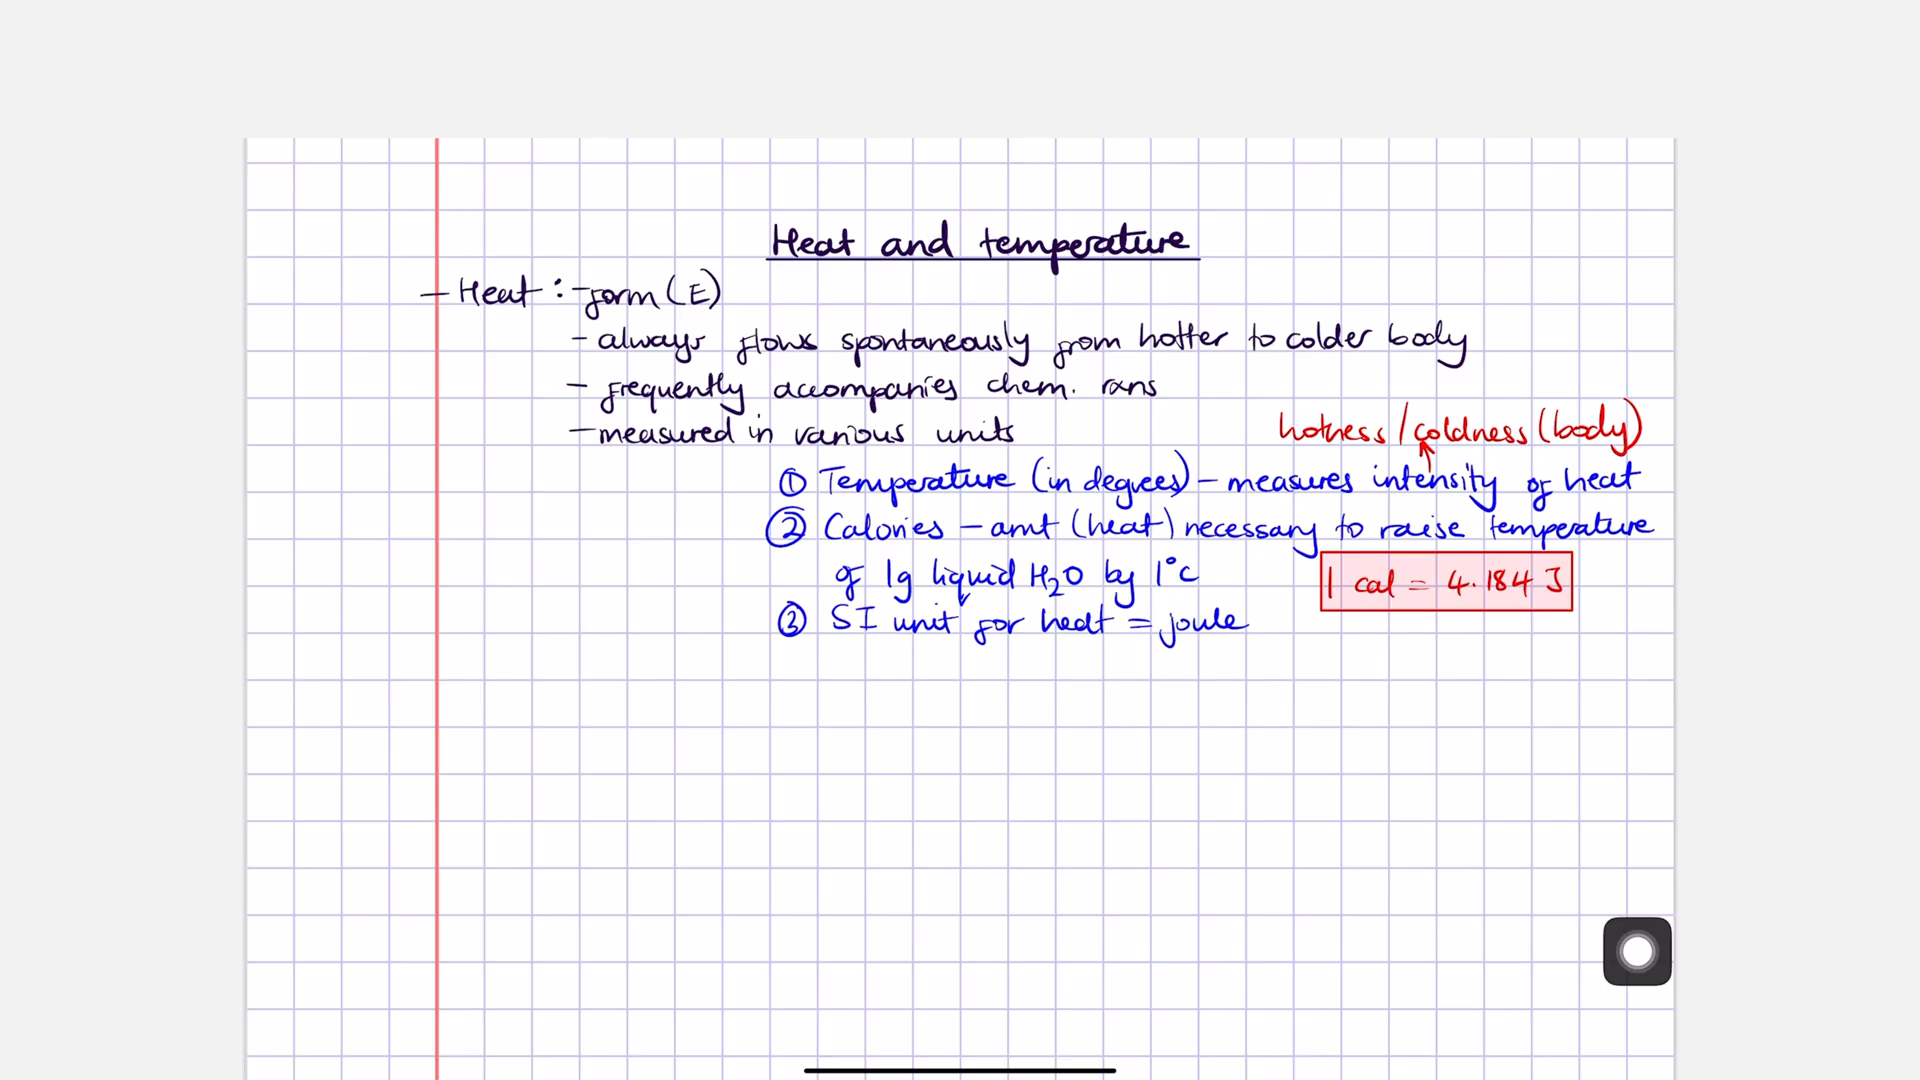 Heat and temperature
- Heat : - form (E)
- always flows spontaneously from hotter to colder body
- frequently accompanies chem. rxns
- measured in various units
hotness / coldness (body)
① Temperature (in degrees) - measures intensity of heat
② Calories - amt (heat) necessary to raise temperature
of 1g liquid H₂O by 1°c
1 cal = 4.184 J
③ SI unit for heat = joule